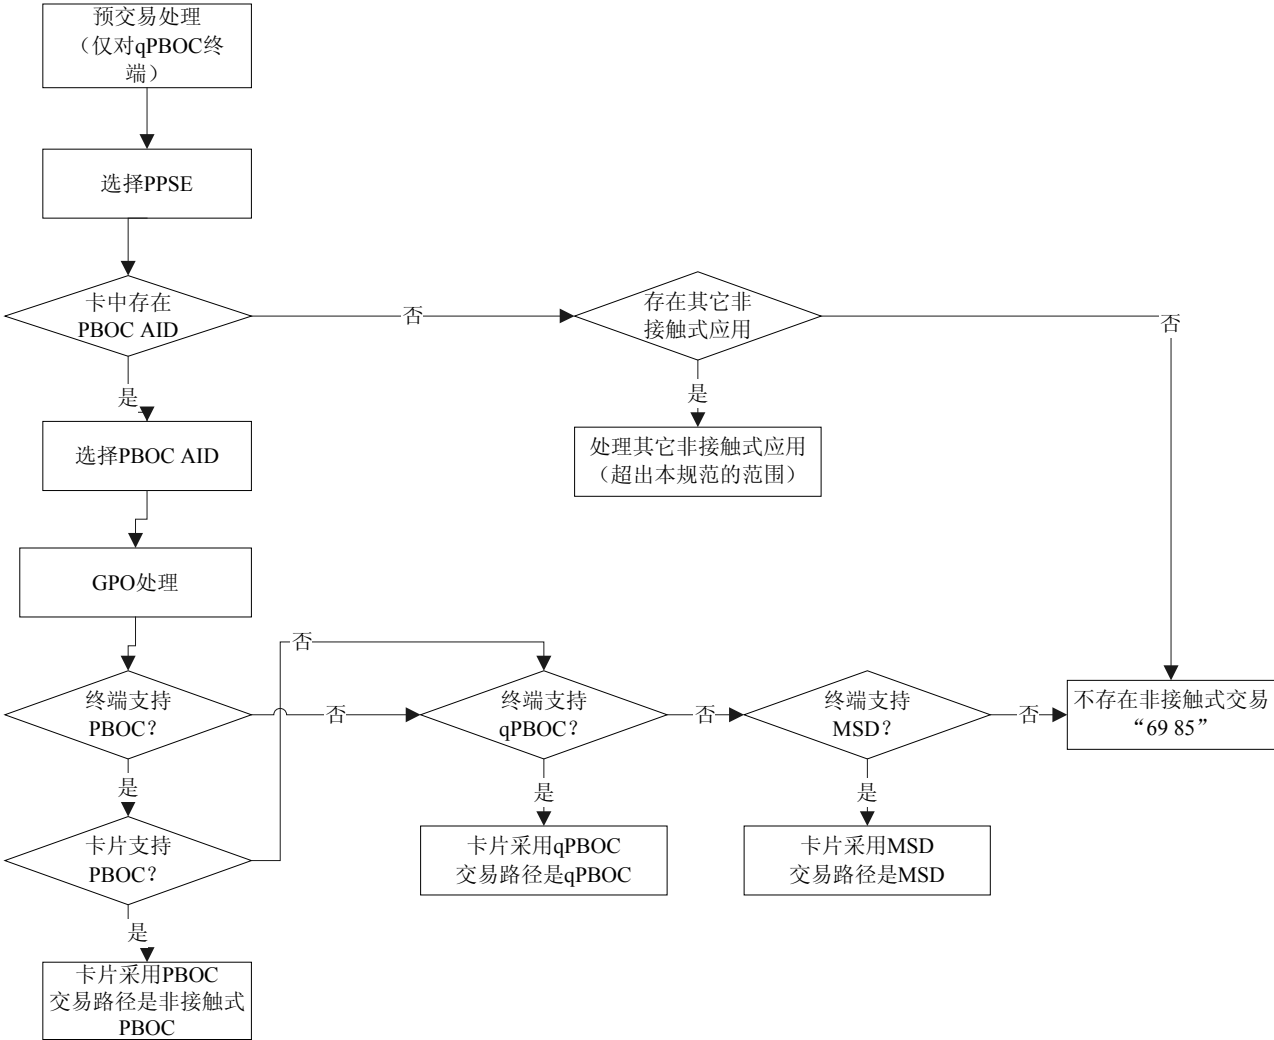 预交易处理
（仅对qPBOC终
端）
选择PPSE
卡中存在
PBOC AID
否
存在其它非
接触式应用
否
是
是
选择PBOC AID
处理其它非接触式应用
（超出本规范的范围）
GPO处理
否
终端支持
PBOC？
否
终端支持
qPBOC？
否
终端支持
MSD？
否
不存在非接触式交易
“69 85”
是
是
是
卡片支持
PBOC？
卡片采用qPBOC
交易路径是qPBOC
卡片采用MSD
交易路径是MSD
是
卡片采用PBOC
交易路径是非接触式
PBOC